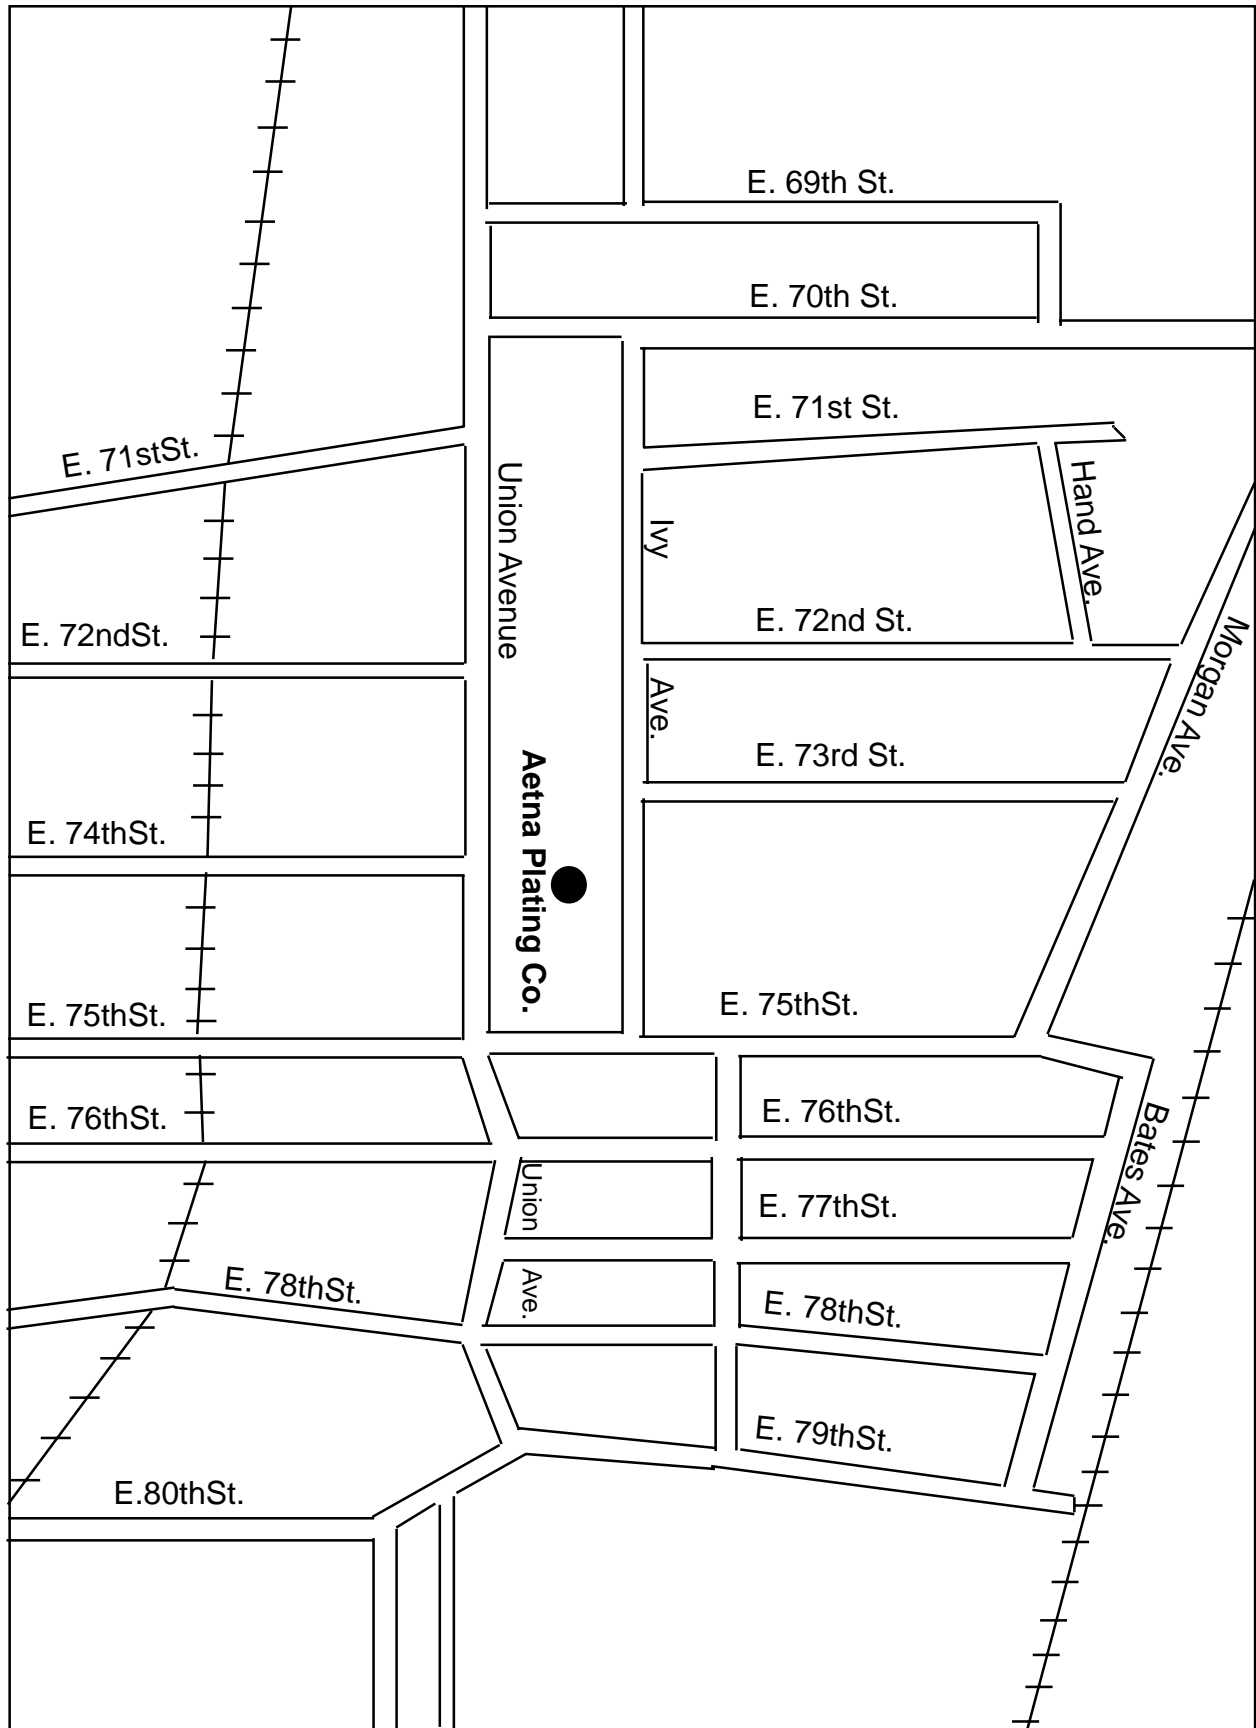 E. 69th St.
E. 70th St.
E. 71st St.
E. 71stSt.
Union Avenue
Ivy
Hand Ave.
E. 72ndSt.
E. 72nd St.
Morgan Ave.
Ave.
E. 73rd St.
Aetna Plating Co.
E. 74thSt.
E. 75thSt.
E. 75thSt.
E. 76thSt.
E. 76thSt.
Bates Ave.
Union
E. 77thSt.
E. 78thSt.
Ave.
E. 78thSt.
E. 79thSt.
E.80thSt.